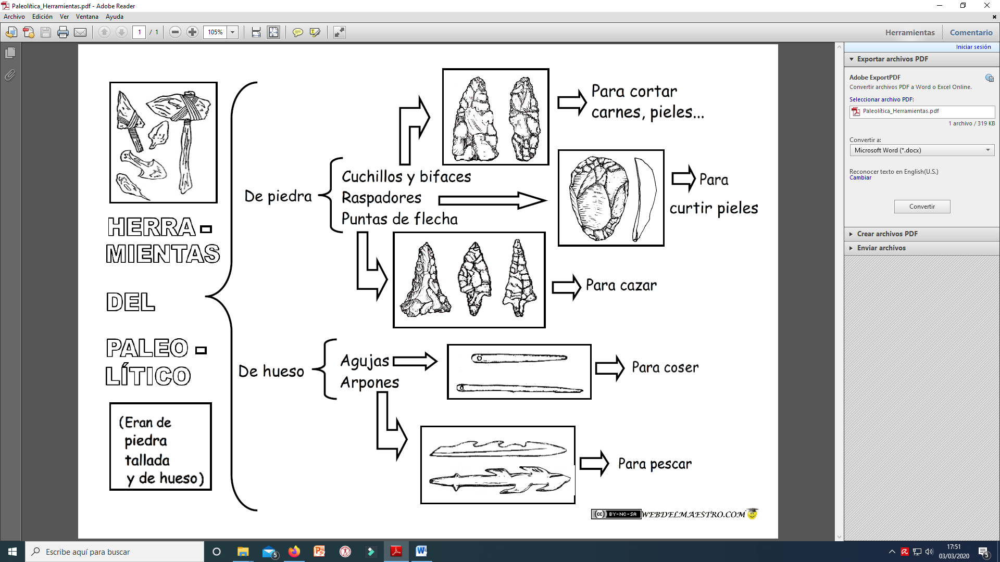 Paleolítica_Herramientas.pdf - Adobe Reader
Archivo Edición Ver Ventana Ayuda
1 / 1 105% Herramientas Comentario
Iniciar sesión
Exportar archivos PDF
Adobe ExportPDF
Convertir archivos PDF a Word o Excel Online.
Seleccionar archivo PDF:
Paleolítica_Herramientas.pdf
1 archivo / 319 KB
Convertir a:
Microsoft Word (*.docx)
Reconocer texto en English(U.S.)
Cambiar
Convertir
Crear archivos PDF
Enviar archivos
HERRA-
MIENTAS
DEL
PALEO-
LÍTICO
(Eran de
piedra
tallada
y de hueso)
De piedra
Cuchillos y bifaces
Raspadores
Puntas de flecha
Para cortar
carnes, pieles...
Para
curtir pieles
Para cazar
De hueso
Agujas
Arpones
Para coser
Para pescar
(cc) BY-NC-SA WEBDELMAESTRO.COM
Escribe aquí para buscar
5
17:51
03/03/2020
5